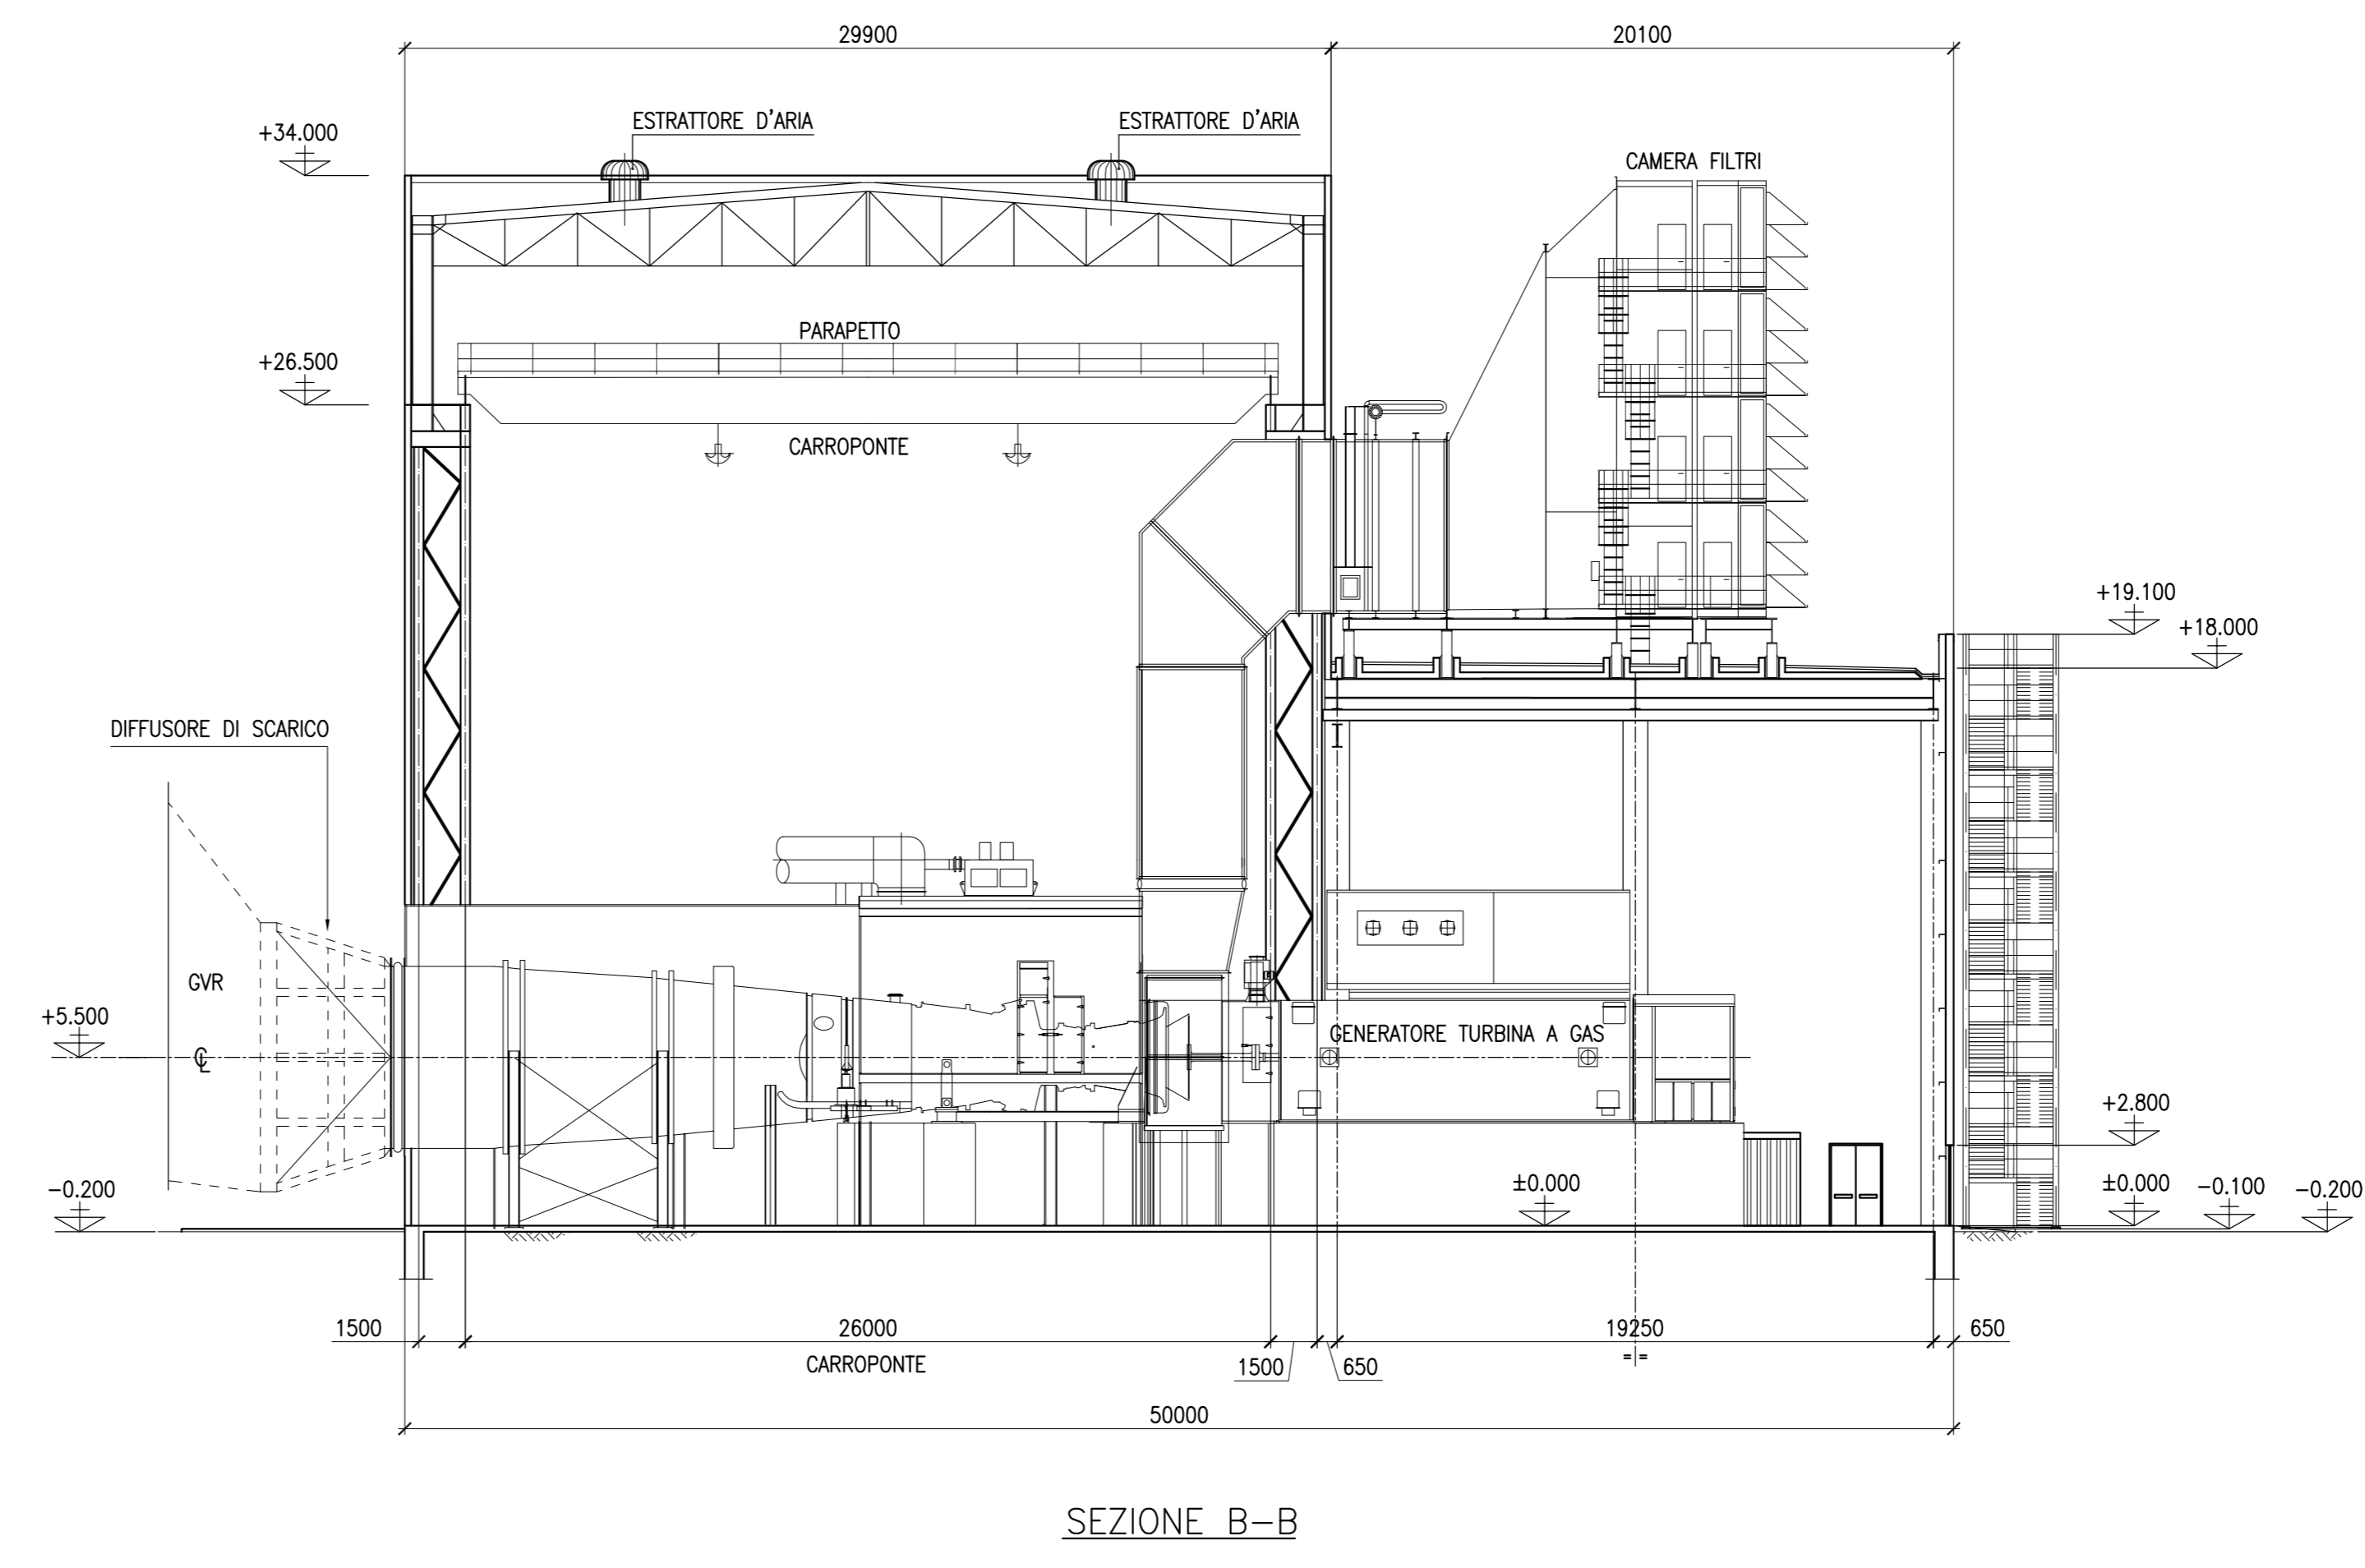 29900
20100
ESTRATTORE D'ARIA
ESTRATTORE D'ARIA
+34.000
CAMERA FILTRI
PARAPETTO
+26.500
CARROPONTE
+19.100
+18.000
DIFFUSORE DI SCARICO
GVR
+5.500
℄
GENERATORE TURBINA A GAS
+2.800
-0.200
±0.000
±0.000
-0.100
-0.200
1500
26000
19250
650
CARROPONTE
1500
650
==
50000
SEZIONE B-B